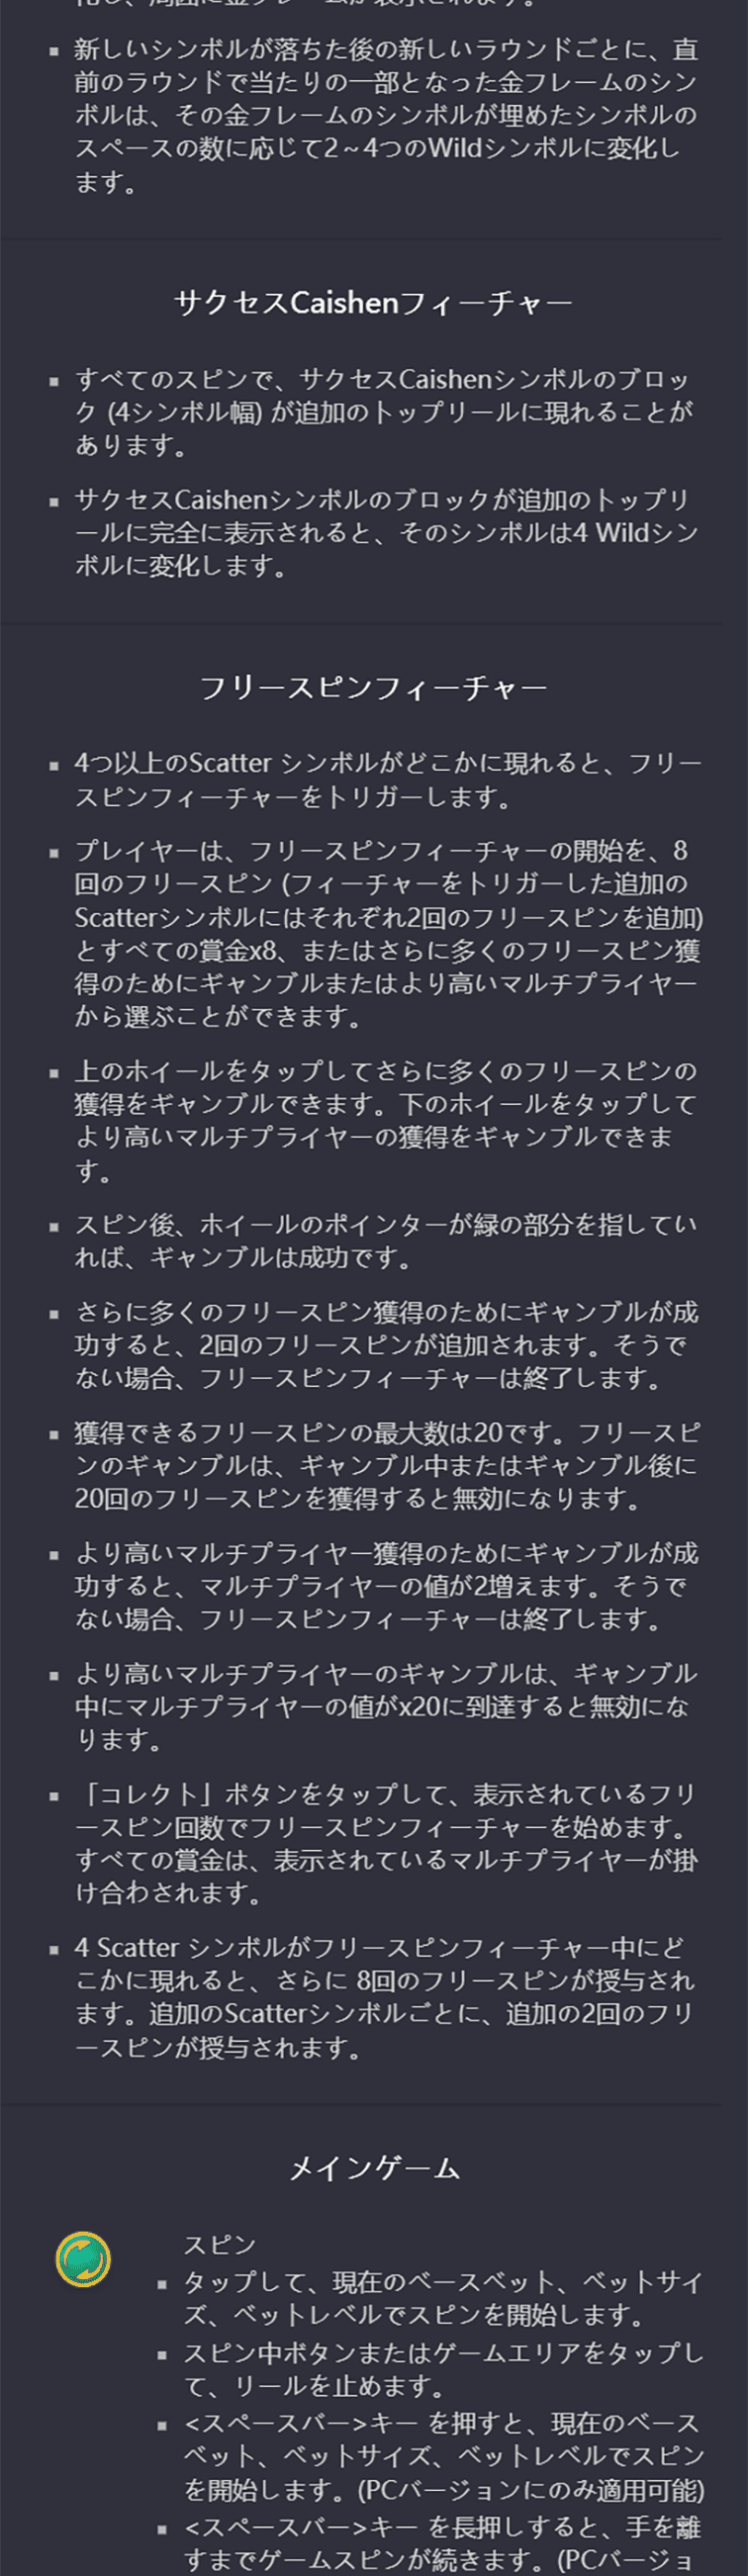 新しいシンボルが落ちた後の新しいラウンドごとに、直
前のラウンドで当たりの一部となった金フレームのシン
ボルは、その金フレームのシンボルが埋めたシンボルの
スペースの数に応じて2~4つのWildシンボルに変化し
ます。
サクセスCaishenフィーチャー
すべてのスピンで、サクセスCaishenシンボルのブロッ
ク (4シンボル幅) が追加のトップリールに現れることが
あります。
サクセスCaishenシンボルのブロックが追加のトップリ
ールに完全に表示されると、そのシンボルは4 Wildシン
ボルに変化します。
フリースピンフィーチャー
4つ以上のScatter シンボルがどこかに現れると、フリー
スピンフィーチャーをトリガーします。
プレイヤーは、フリースピンフィーチャーの開始を、8
回のフリースピン (フィーチャーをトリガーした追加の
Scatterシンボルにはそれぞれ2回のフリースピンを追加)
とすべての賞金x8、またはさらに多くのフリースピン獲
得のためにギャンブルまたはより高いマルチプライヤー
から選ぶことができます。
上のホイールをタップしてさらに多くのフリースピンの
獲得をギャンブルできます。下のホイールをタップして
より高いマルチプライヤーの獲得をギャンブルできま
す。
スピン後、ホイールのポインターが緑の部分を指してい
れば、ギャンブルは成功です。
さらに多くのフリースピン獲得のためにギャンブルが成
功すると、2回のフリースピンが追加されます。そうで
ない場合、フリースピンフィーチャーは終了します。
獲得できるフリースピンの最大数は20です。フリースピ
ンのギャンブルは、ギャンブル中またはギャンブル後に
20回のフリースピンを獲得すると無効になります。
より高いマルチプライヤー獲得のためにギャンブルが成
功すると、マルチプライヤーの値が2増えます。そうで
ない場合、フリースピンフィーチャーは終了します。
より高いマルチプライヤーのギャンブルは、ギャンブル
中にマルチプライヤーの値がx20に到達すると無効にな
ります。
「コレクト」ボタンをタップして、表示されているフリ
ースピン回数でフリースピンフィーチャーを始めます。
すべての賞金は、表示されているマルチプライヤーが掛
け合わされます。
4 Scatter シンボルがフリースピンフィーチャー中にど
こかに現れると、さらに 8回のフリースピンが授与され
ます。追加のScatterシンボルごとに、追加の2回のフリ
ースピンが授与されます。
メインゲーム
スピン
タップして、現在のベースベット、ベットサイ
ズ、ベットレベルでスピンを開始します。
スピン中ボタンまたはゲームエリアをタップし
て、リールを止めます。
<スペースバー>キー を押すと、現在のベース
ベット、ベットサイズ、ベットレベルでスピン
を開始します。(PCバージョンにのみ適用可能)
<スペースバー>キー を長押しすると、手を離
すまでゲームスピンが続きます。(PCバージョ